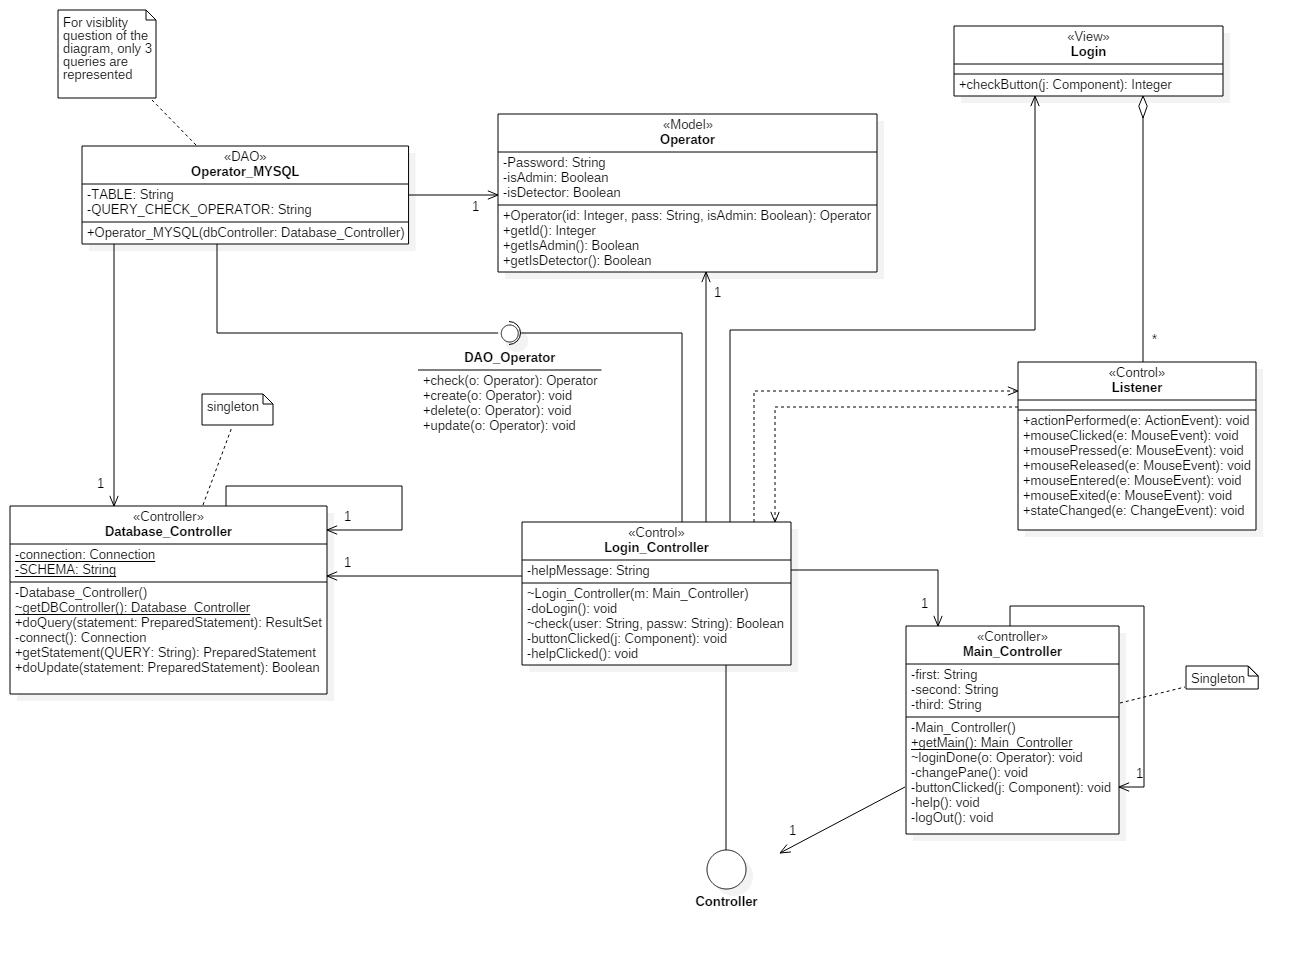 For visiblity
question of the
diagram, only 3
queries are
represented
«View»
Login
+checkButton(j: Component): Integer
«DAO»
Operator_MYSQL
-TABLE: String
-QUERY_CHECK_OPERATOR: String
+Operator_MYSQL(dbController: Database_Controller)
1
«Model»
Operator
-Password: String
-isAdmin: Boolean
-isDetector: Boolean
+Operator(id: Integer, pass: String, isAdmin: Boolean): Operator
+getId(): Integer
+getIsAdmin(): Boolean
+getIsDetector(): Boolean
1
*
DAO_Operator
+check(o: Operator): Operator
+create(o: Operator): void
+delete(o: Operator): void
+update(o: Operator): void
«Control»
Listener
+actionPerformed(e: ActionEvent): void
+mouseClicked(e: MouseEvent): void
+mousePressed(e: MouseEvent): void
+mouseReleased(e: MouseEvent): void
+mouseEntered(e: MouseEvent): void
+mouseExited(e: MouseEvent): void
+stateChanged(e: ChangeEvent): void
singleton
1
1
1
«Controller»
Database_Controller
-connection: Connection
-SCHEMA: String
-Database_Controller()
~getDBController(): Database_Controller
+doQuery(statement: PreparedStatement): ResultSet
-connect(): Connection
+getStatement(QUERY: String): PreparedStatement
+doUpdate(statement: PreparedStatement): Boolean
«Control»
Login_Controller
-helpMessage: String
~Login_Controller(m: Main_Controller)
-doLogin(): void
~check(user: String, passw: String): Boolean
-buttonClicked(j: Component): void
-helpClicked(): void
1
«Controller»
Main_Controller
-first: String
-second: String
-third: String
-Main_Controller()
+getMain(): Main_Controller
~loginDone(o: Operator): void
-changePane(): void
-buttonClicked(j: Component): void
-help(): void
-logOut(): void
Singleton
1
1
Controller